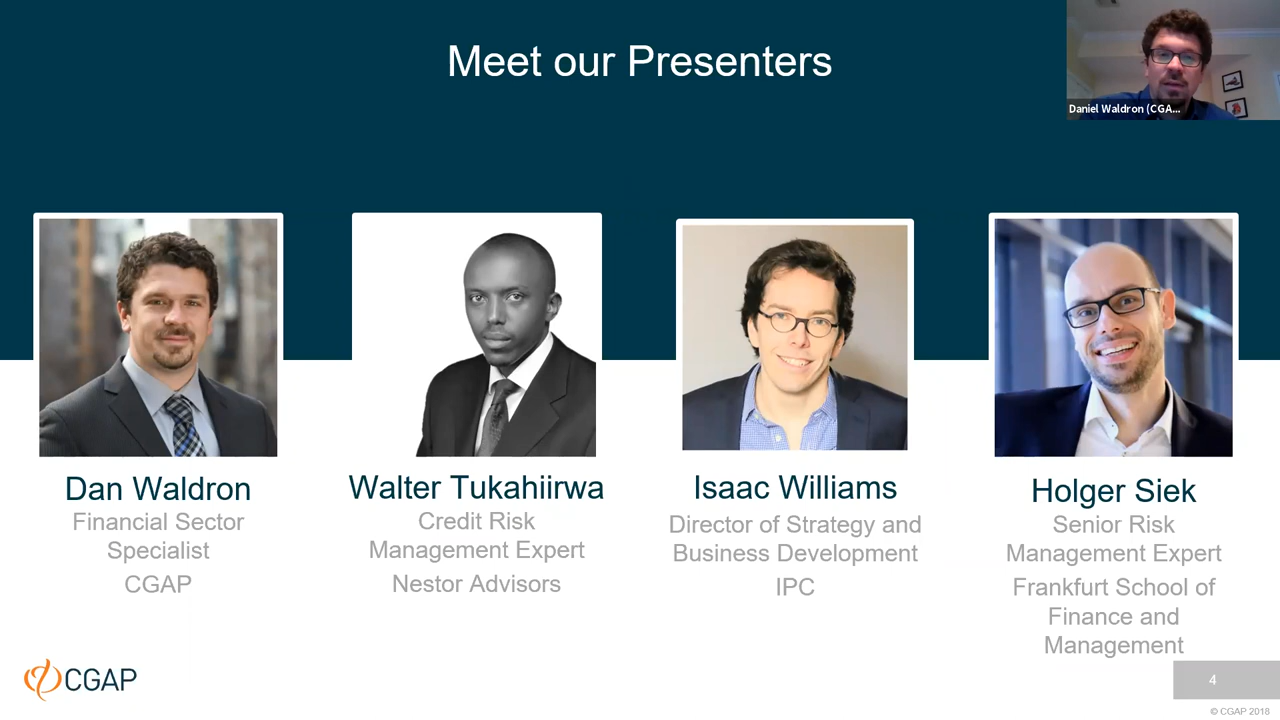 Meet our Presenters
Daniel Waldron (CGA...
Dan Waldron
Financial Sector
Specialist
CGAP
Walter Tukahiirwa
Credit Risk
Management Expert
Nestor Advisors
Isaac Williams
Director of Strategy and
Business Development
IPC
Holger Siek
Senior Risk
Management Expert
Frankfurt School of
Finance and
Management
CGAP
4
© CGAP 2018